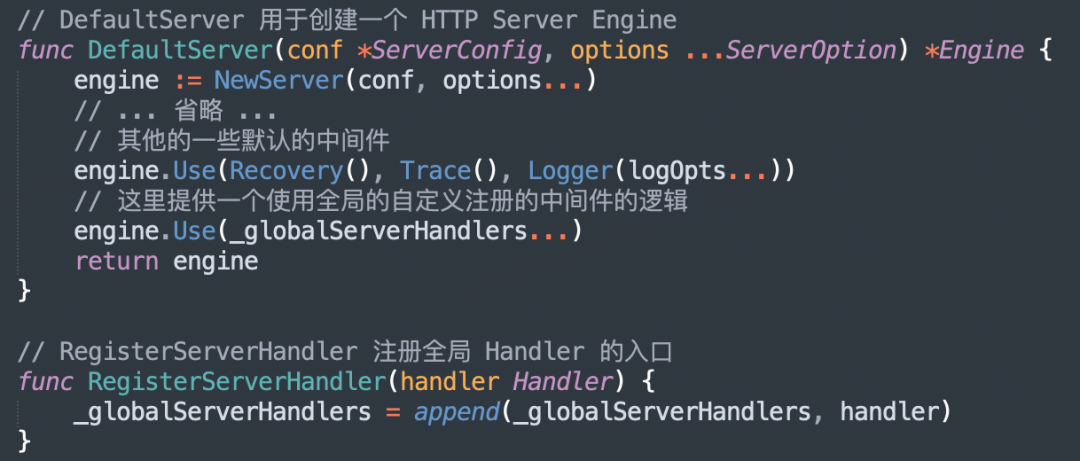 // DefaultServer 用于创建一个 HTTP Server Engine
func DefaultServer(conf *ServerConfig, options ...ServerOption) *Engine {
    engine := NewServer(conf, options...)
    // ... 省略 ...
    // 其他的一些默认的中间件
    engine.Use(Recovery(), Trace(), Logger(logOpts...))
    // 这里提供一个使用全局的自定义注册的中间件的逻辑
    engine.Use(_globalServerHandlers...)
    return engine
}

// RegisterServerHandler 注册全局 Handler 的入口
func RegisterServerHandler(handler Handler) {
    _globalServerHandlers = append(_globalServerHandlers, handler)
}